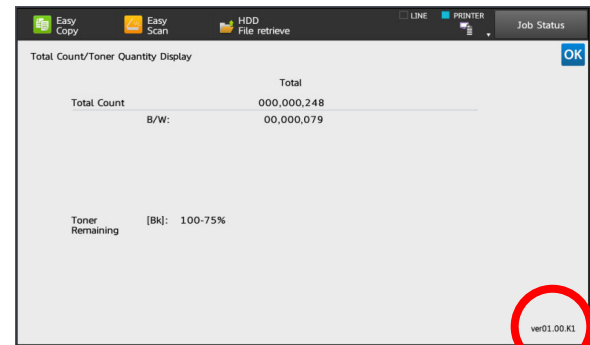 Easy
Copy
Easy
Scan
HDD
File retrieve
LINE
PRINTER
Job Status
Total Count/Toner Quantity Display
OK
Total
Total Count 000,000,248
B/W: 00,000,079
Toner
Remaining
[Bk]: 100-75%
ver01.00.K1